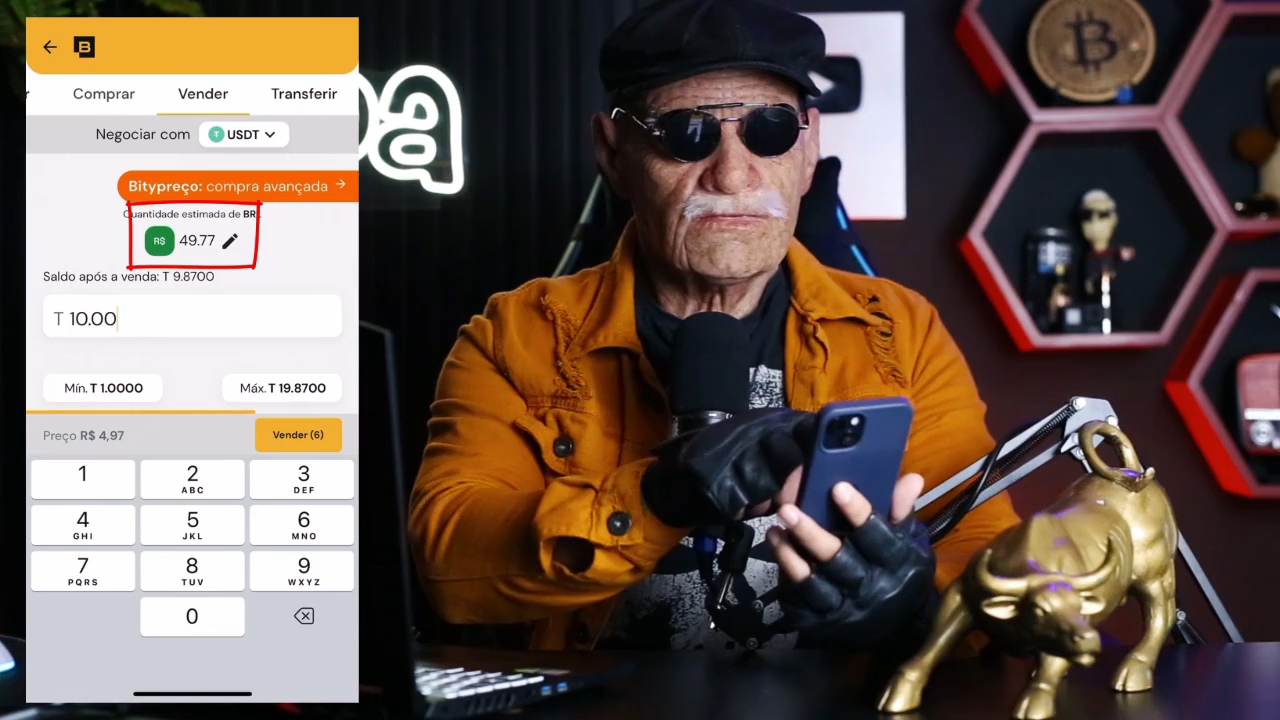 B
r Comprar Vender Transferir
Negociar com T USDT
Bitypreço: compra avançada
Quantidade estimada de BR
R$ 49.77
Saldo após a venda: T 9.8700
T 10.00
Mín. T 1.0000 Máx. T 19.8700
Preço R$ 4,97 Vender (6)
1 2 3
ABC DEF
4 5 6
GHI JKL MNO
7 8 9
PQRS TUV WXYZ
0